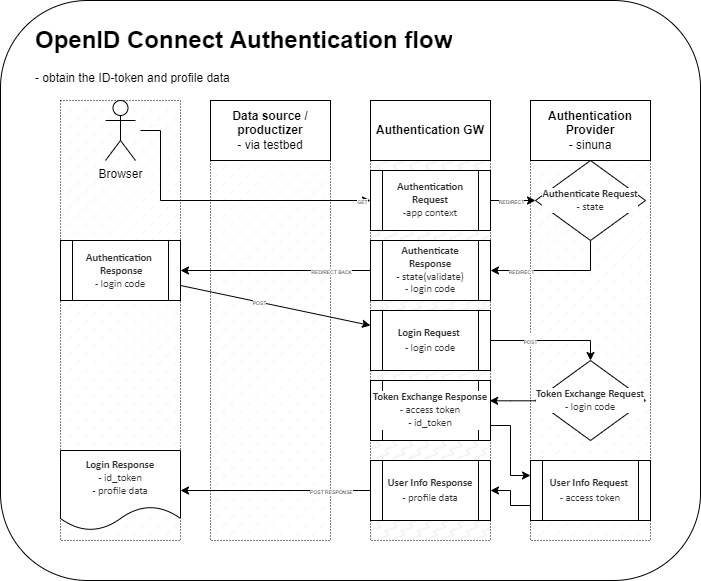 OpenID Connect Authentication flow
- obtain the ID-token and profile data
Browser
Data source /
productizer
- via testbed
Authentication GW
Authentication
Provider
- sinuna
GET
Authentication
Request
-app context
REDIRECT
Authenticate Request
- state
Authentication
Response
- login code
REDIRECT BACK
Authenticate
Response
- state(validate)
- login code
REDIRECT
POST
Login Request
- login code
POST
Token Exchange Response
- access token
- id_token
Token Exchange Request
- login code
Login Response
- id_token
- profile data
POST RESPONSE
User Info Response
- profile data
User Info Request
- access token